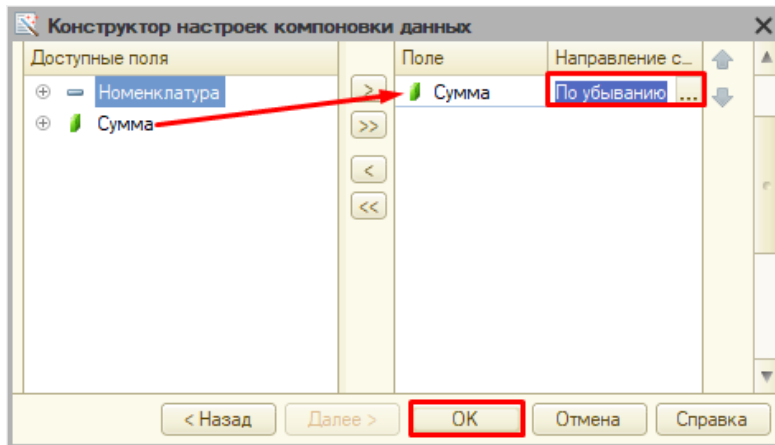 Конструктор настроек компоновки данных
Доступные поля
Поле Направление с...
Номенклатура
>
Сумма По убыванию ...
Сумма
>>
<
<<
< Назад Далее > ОК Отмена Справка